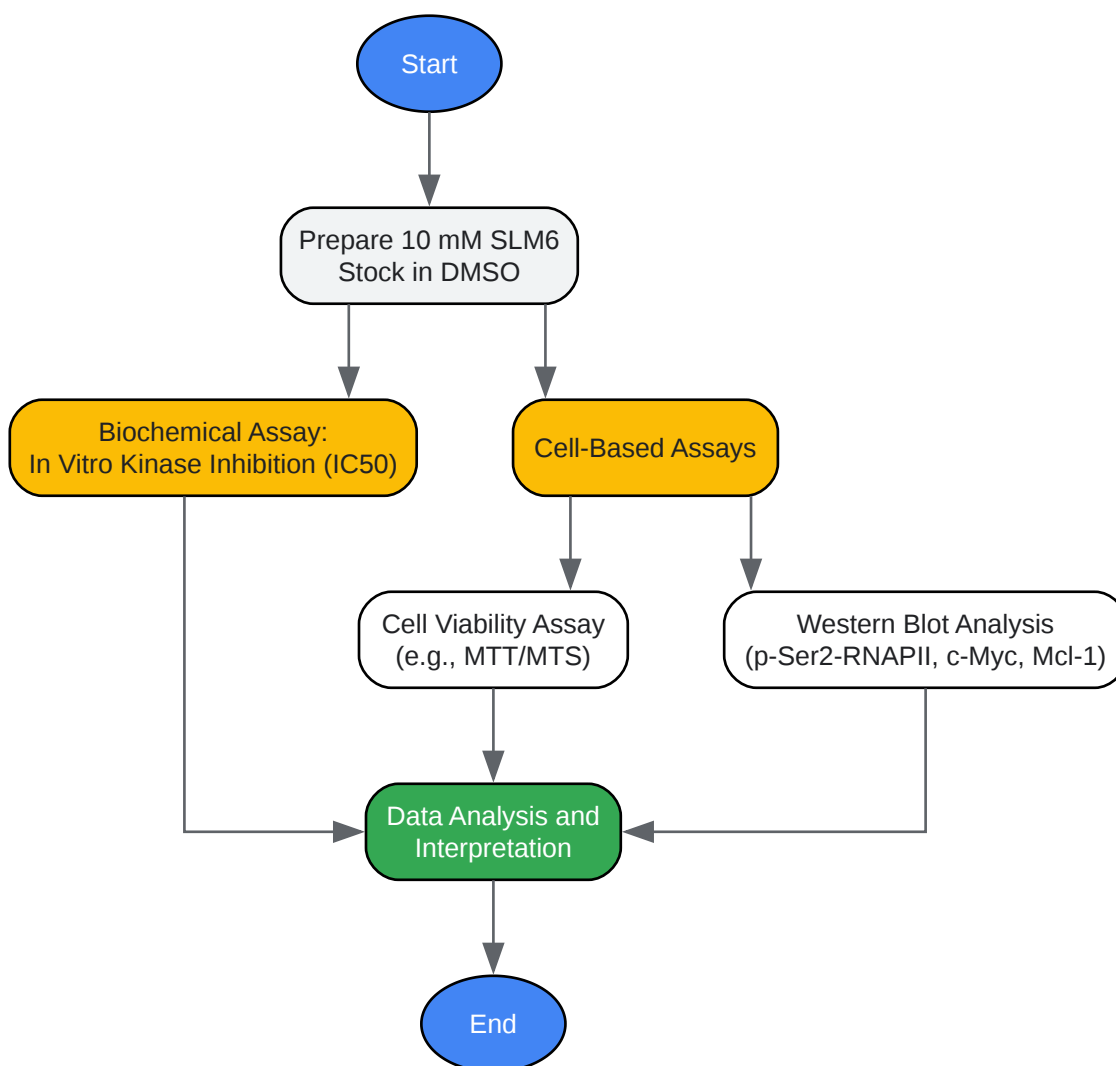 Start
Prepare 10 mM SLM6
Stock in DMSO
Biochemical Assay:
In Vitro Kinase Inhibition (IC50)
Cell-Based Assays
Cell Viability Assay
(e.g., MTT/MTS)
Western Blot Analysis
(p-Ser2-RNAPII, c-Myc, Mcl-1)
Data Analysis and
Interpretation
End